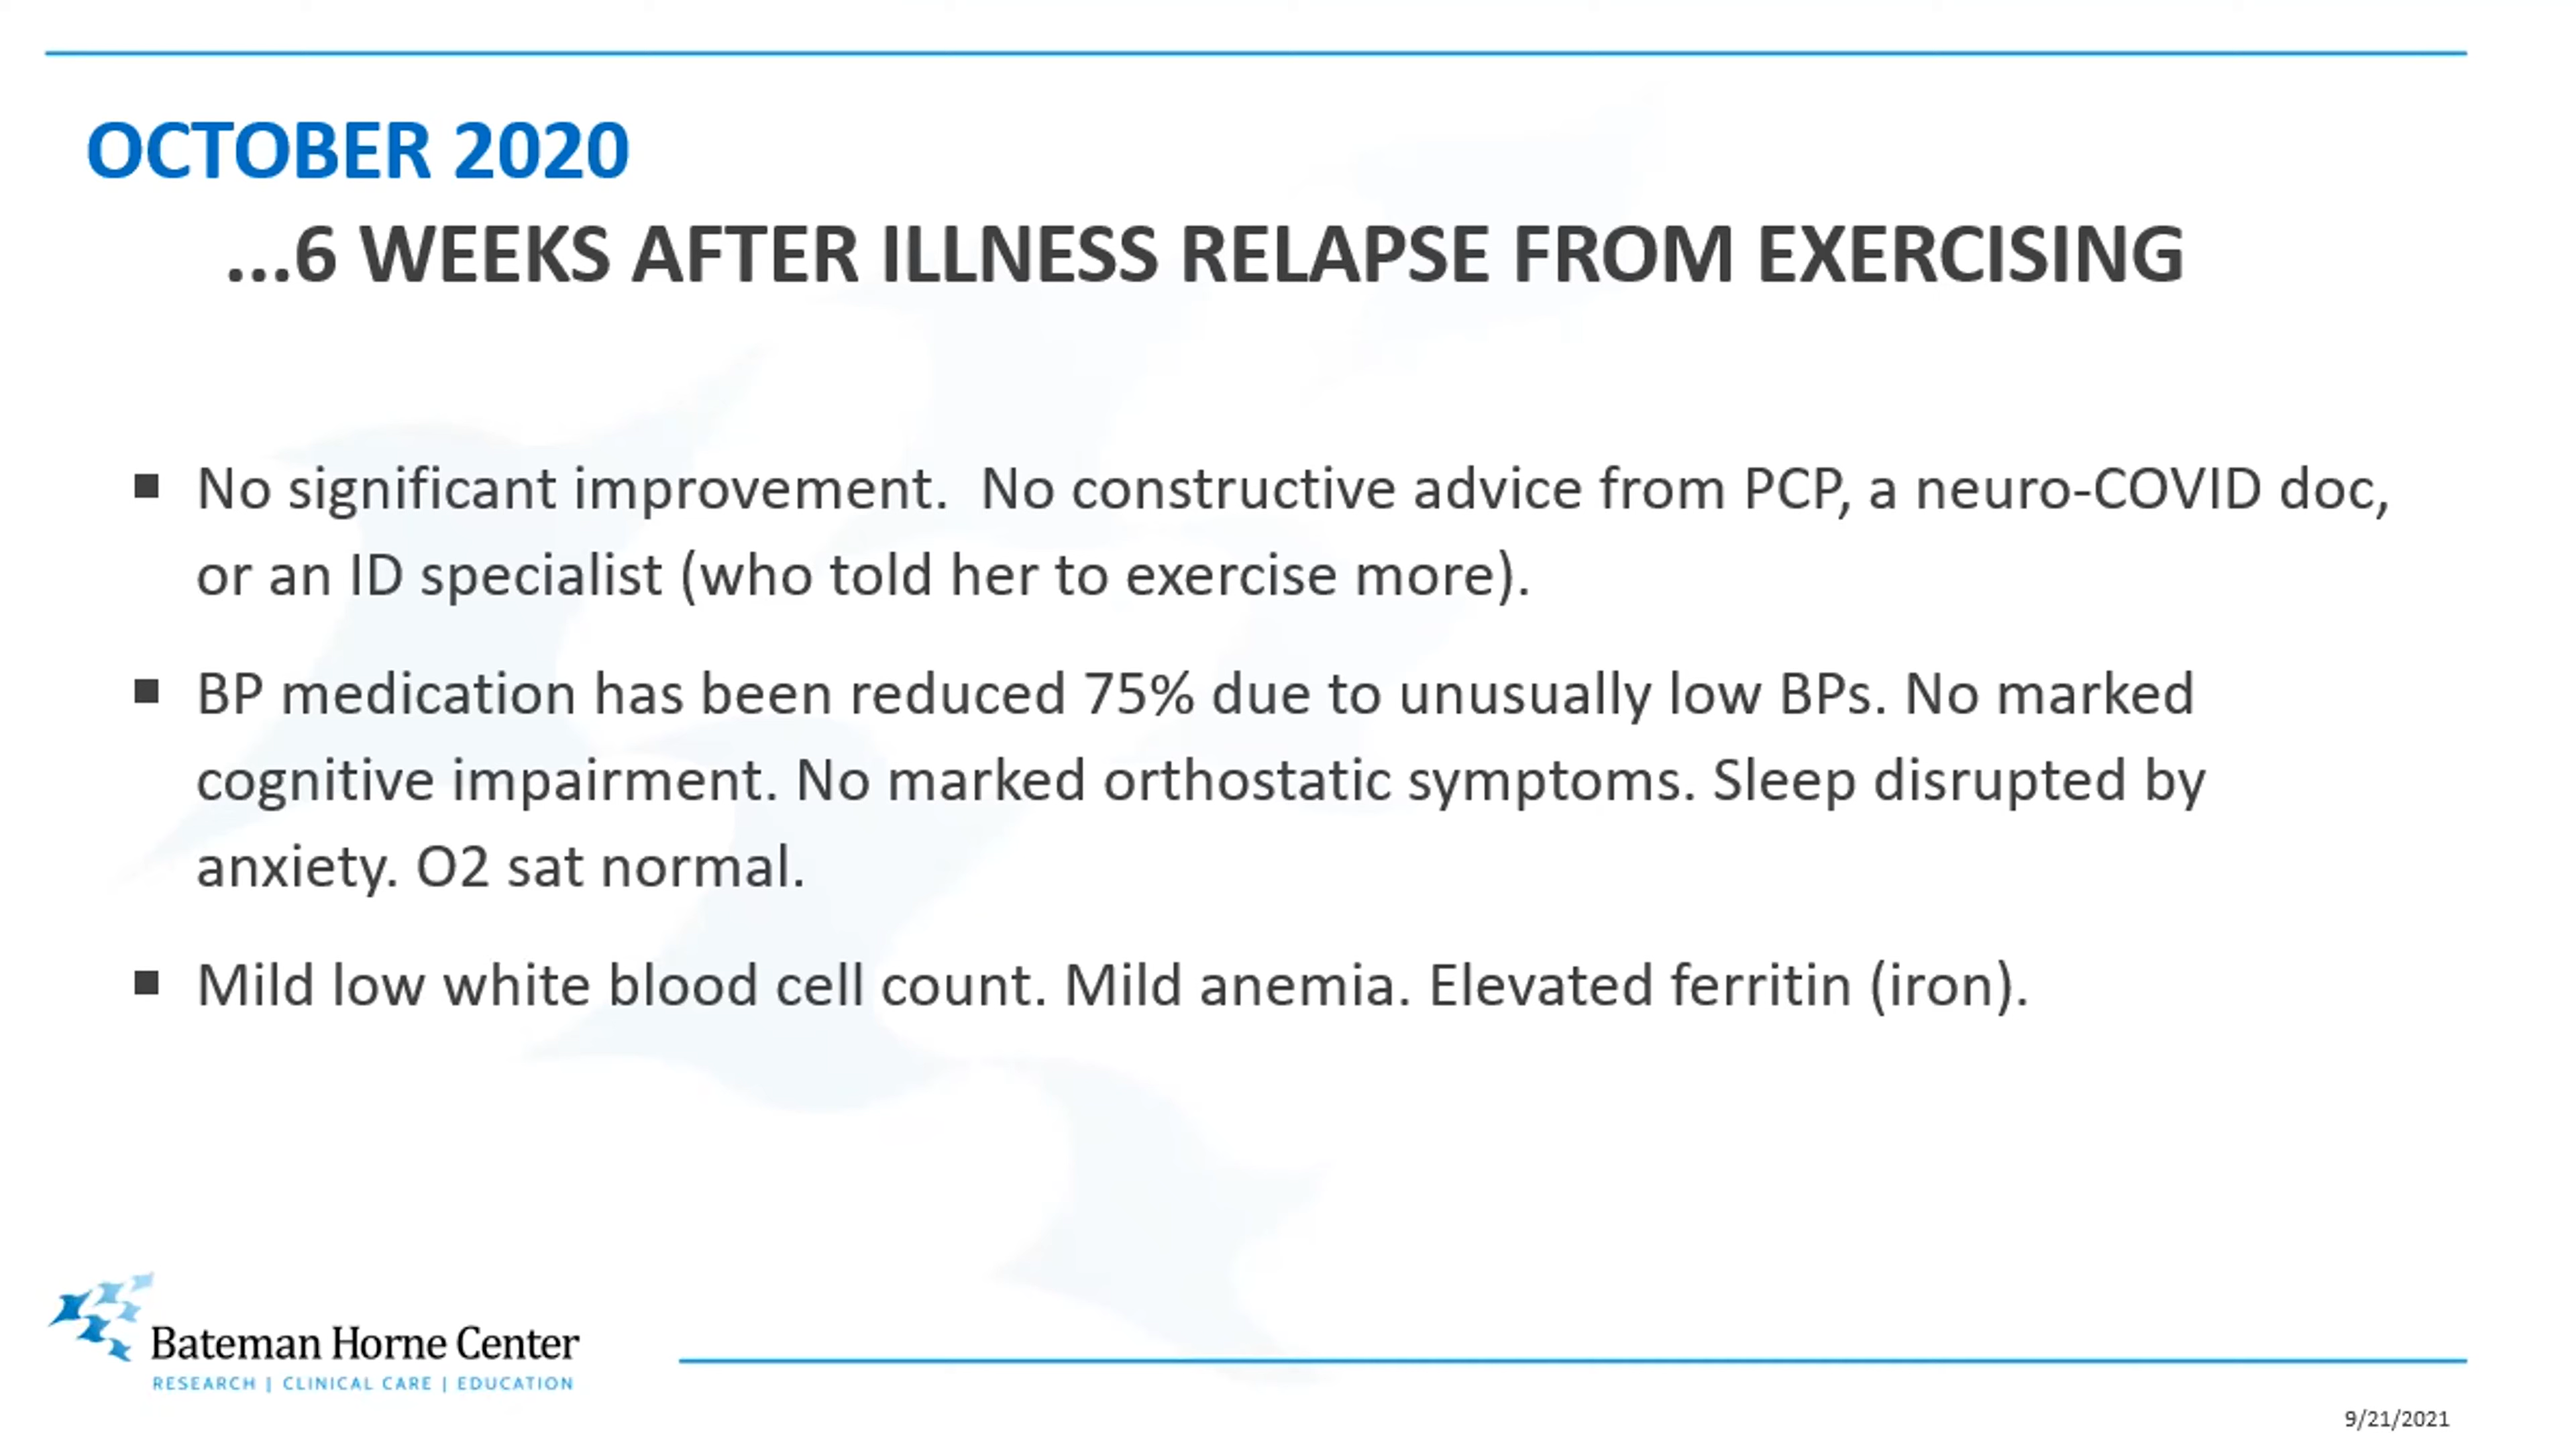 OCTOBER 2020
...6 WEEKS AFTER ILLNESS RELAPSE FROM EXERCISING
▪ No significant improvement.  No constructive advice from PCP, a neuro-COVID doc,
or an ID specialist (who told her to exercise more).
▪ BP medication has been reduced 75% due to unusually low BPs. No marked
cognitive impairment. No marked orthostatic symptoms. Sleep disrupted by
anxiety. O2 sat normal.
▪ Mild low white blood cell count. Mild anemia. Elevated ferritin (iron).
Bateman Horne Center
RESEARCH | CLINICAL CARE | EDUCATION
9/21/2021